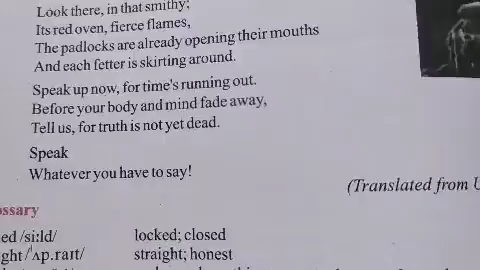 Look there, in that smithy;
Its red oven, fierce flames,
The padlocks are already opening their mouths
And each fetter is skirting around.
Speak up now, for time's running out.
Before your body and mind fade away,
Tell us, for truth is not yet dead.
Speak
Whatever you have to say!
(Translated from U
ossary
ed /si:ld/ locked; closed
ght /ˈʌp.raɪt/ straight; honest